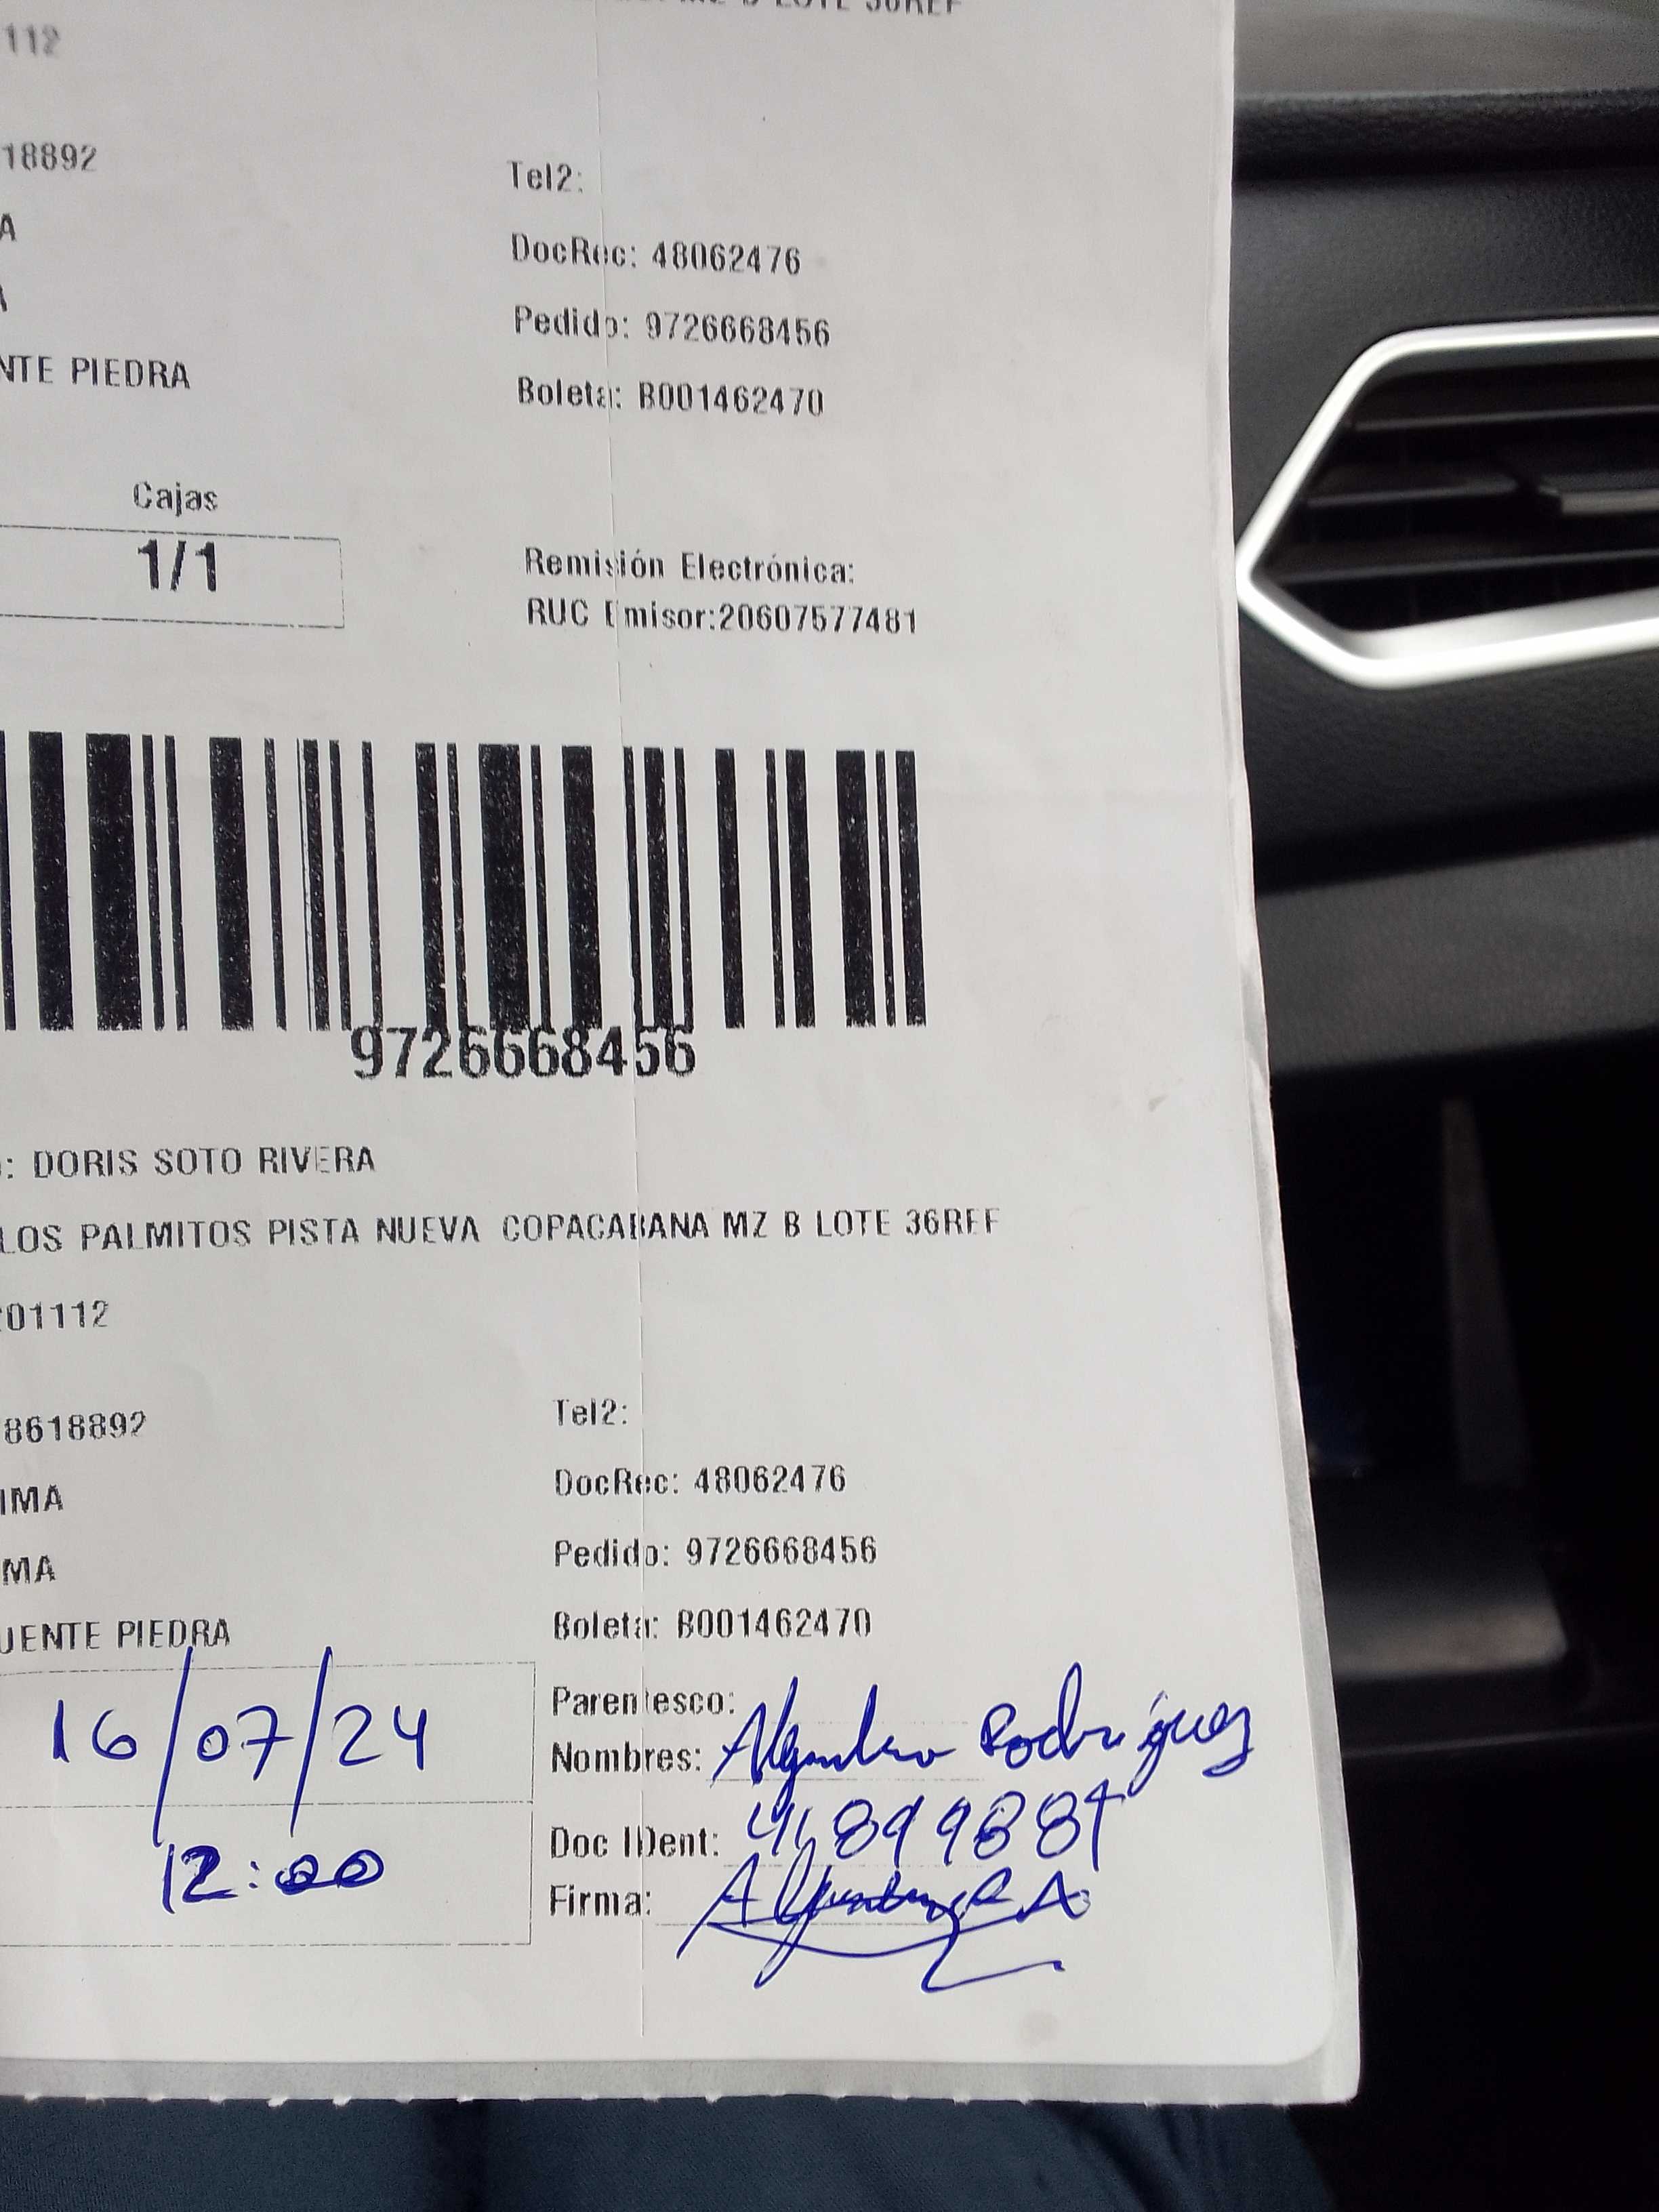 112
18892
Tel2:
A
DocRec: 48062476
Pedido: 9726668456
NTE PIEDRA
Boleta: B001462470
Cajas
1/1
Remisión Electrónica:
RUC Emisor:20607577481
9726668456
: DORIS SOTO RIVERA
LOS PALMITOS PISTA NUEVA COPACABANA MZ B LOTE 36REF
01112
8618892
Tel2:
IMA
DocRec: 48062476
MA
Pedido: 9726668456
UENTE PIEDRA
Boleta: B001462470
16/07/24
Parentesco:
Nombres: Alejandro Rodríguez
12:00
Doc IDent:
Firma: